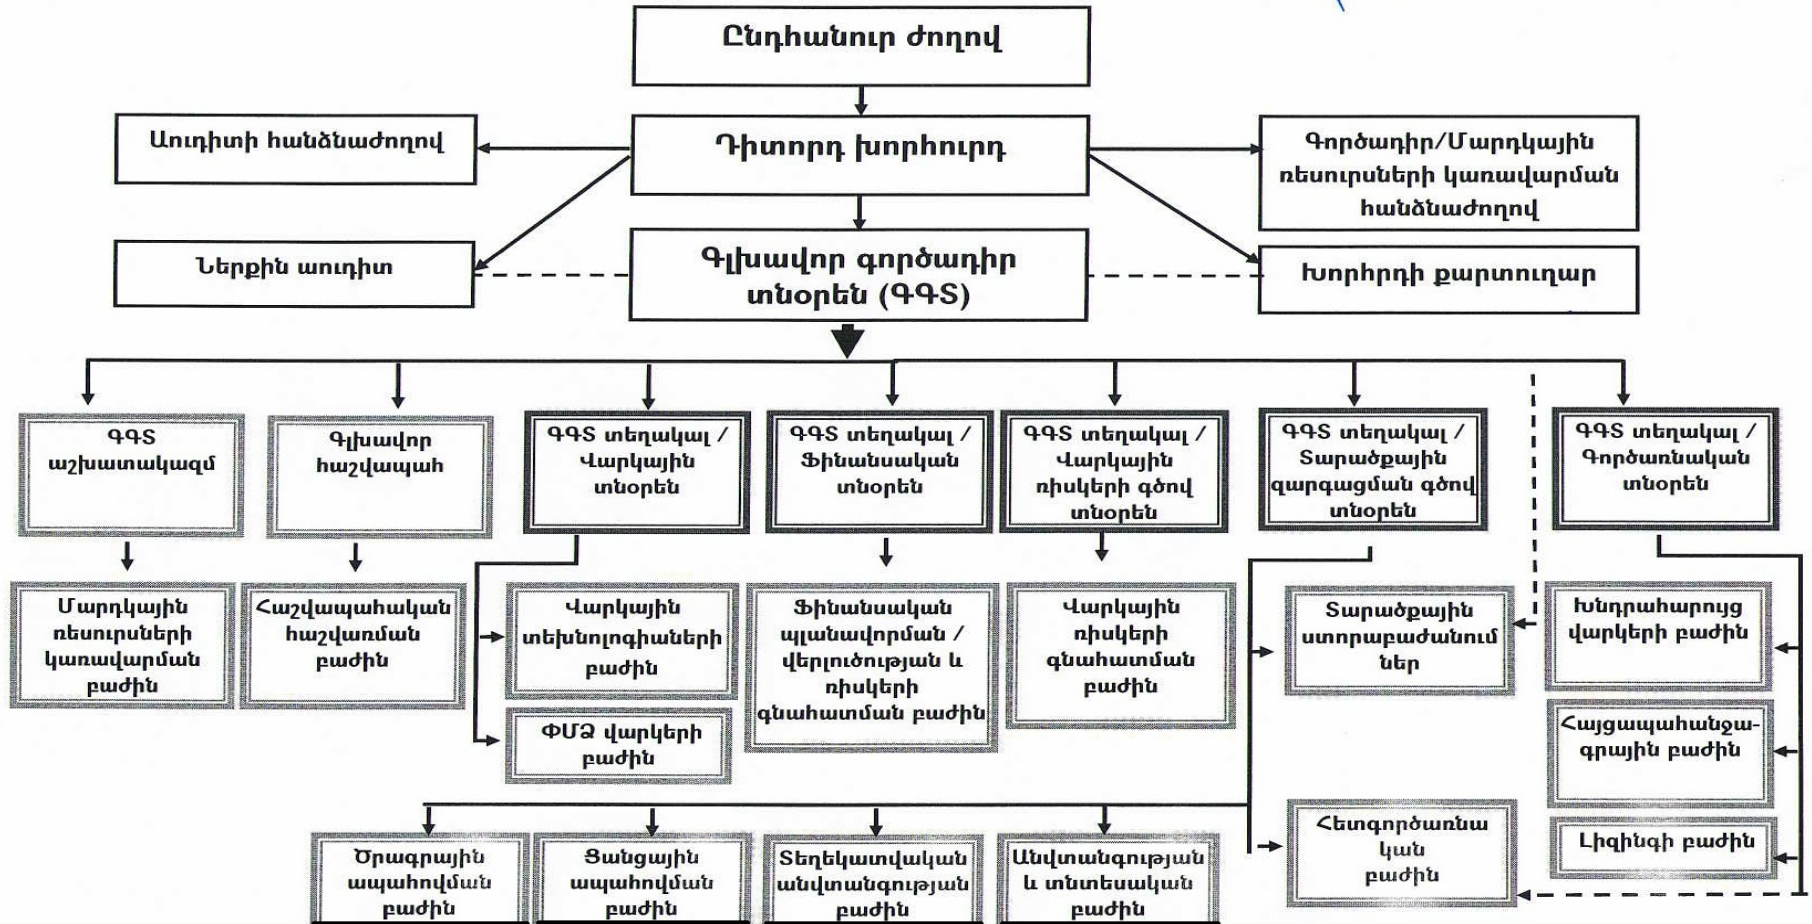 Ընդհանուր ժողով
Աուդիտի հանձնաժողով
Դիտորդ խորհուրդ
Գործադիր/Մարդկային
ռեսուրսների կառավարման
հանձնաժողով
Ներքին աուդիտ
Գլխավոր գործադիր
տնօրեն (ԳԳՏ)
Խորհրդի քարտուղար
ԳԳՏ
աշխատակազմ
Գլխավոր
հաշվապահ
ԳԳՏ տեղակալ /
Վարկային
տնօրեն
ԳԳՏ տեղակալ /
Ֆինանսական
տնօրեն
ԳԳՏ տեղակալ /
Վարկային
ռիսկերի գծով
տնօրեն
ԳԳՏ տեղակալ /
Տարածքային
զարգացման գծով
տնօրեն
ԳԳՏ տեղակալ /
Գործառնական
տնօրեն
Մարդկային
ռեսուրսների
կառավարման
բաժին
Հաշվապահական
հաշվառման
բաժին
Վարկային
տեխնոլոգիաների
բաժին
Ֆինանսական
պլանավորման /
վերլուծության և
ռիսկերի
գնահատման բաժին
Վարկային
ռիսկերի
գնահատման
բաժին
Տարածքային
ստորաբաժանում
ներ
Խնդրահարույց
վարկերի բաժին
ՓՄՁ վարկերի
բաժին
Հայցապահանջա-
գրային բաժին
Հետգործառնա
կան
բաժին
Լիզինգի բաժին
Ծրագրային
ապահովման
բաժին
Ցանցային
ապահովման
բաժին
Տեղեկատվական
անվտանգության
բաժին
Անվտանգության
և տնտեսական
բաժին